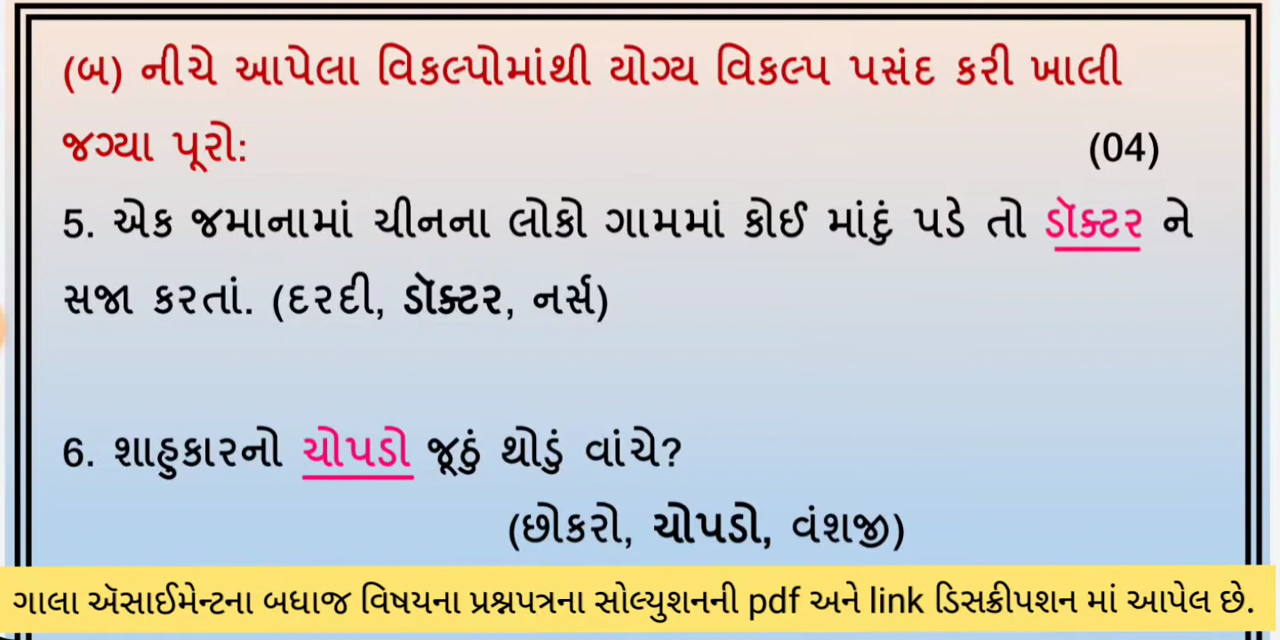 (બ) નીચે આપેલા વિકલ્પોમાંથી યોગ્ય વિકલ્પ પસંદ કરી ખાલી
જગ્યા પૂરો: (04)
5. એક જમાનામાં ચીનના લોકો ગામમાં કોઈ માંદું પડે તો ડૉક્ટર ને
સજા કરતાં. (દરદી, ડૉક્ટર, નર્સ)
6. શાહુકારનો ચોપડો જૂઠું થોડું વાંચે?
(છોકરો, ચોપડો, વંશજી)
ગાલા ઍસાઈમેન્ટના બધાજ વિષયના પ્રશ્નપત્રના સોલ્યુશનની pdf અને link ડિસક્રીપશન માં આપેલ છે.